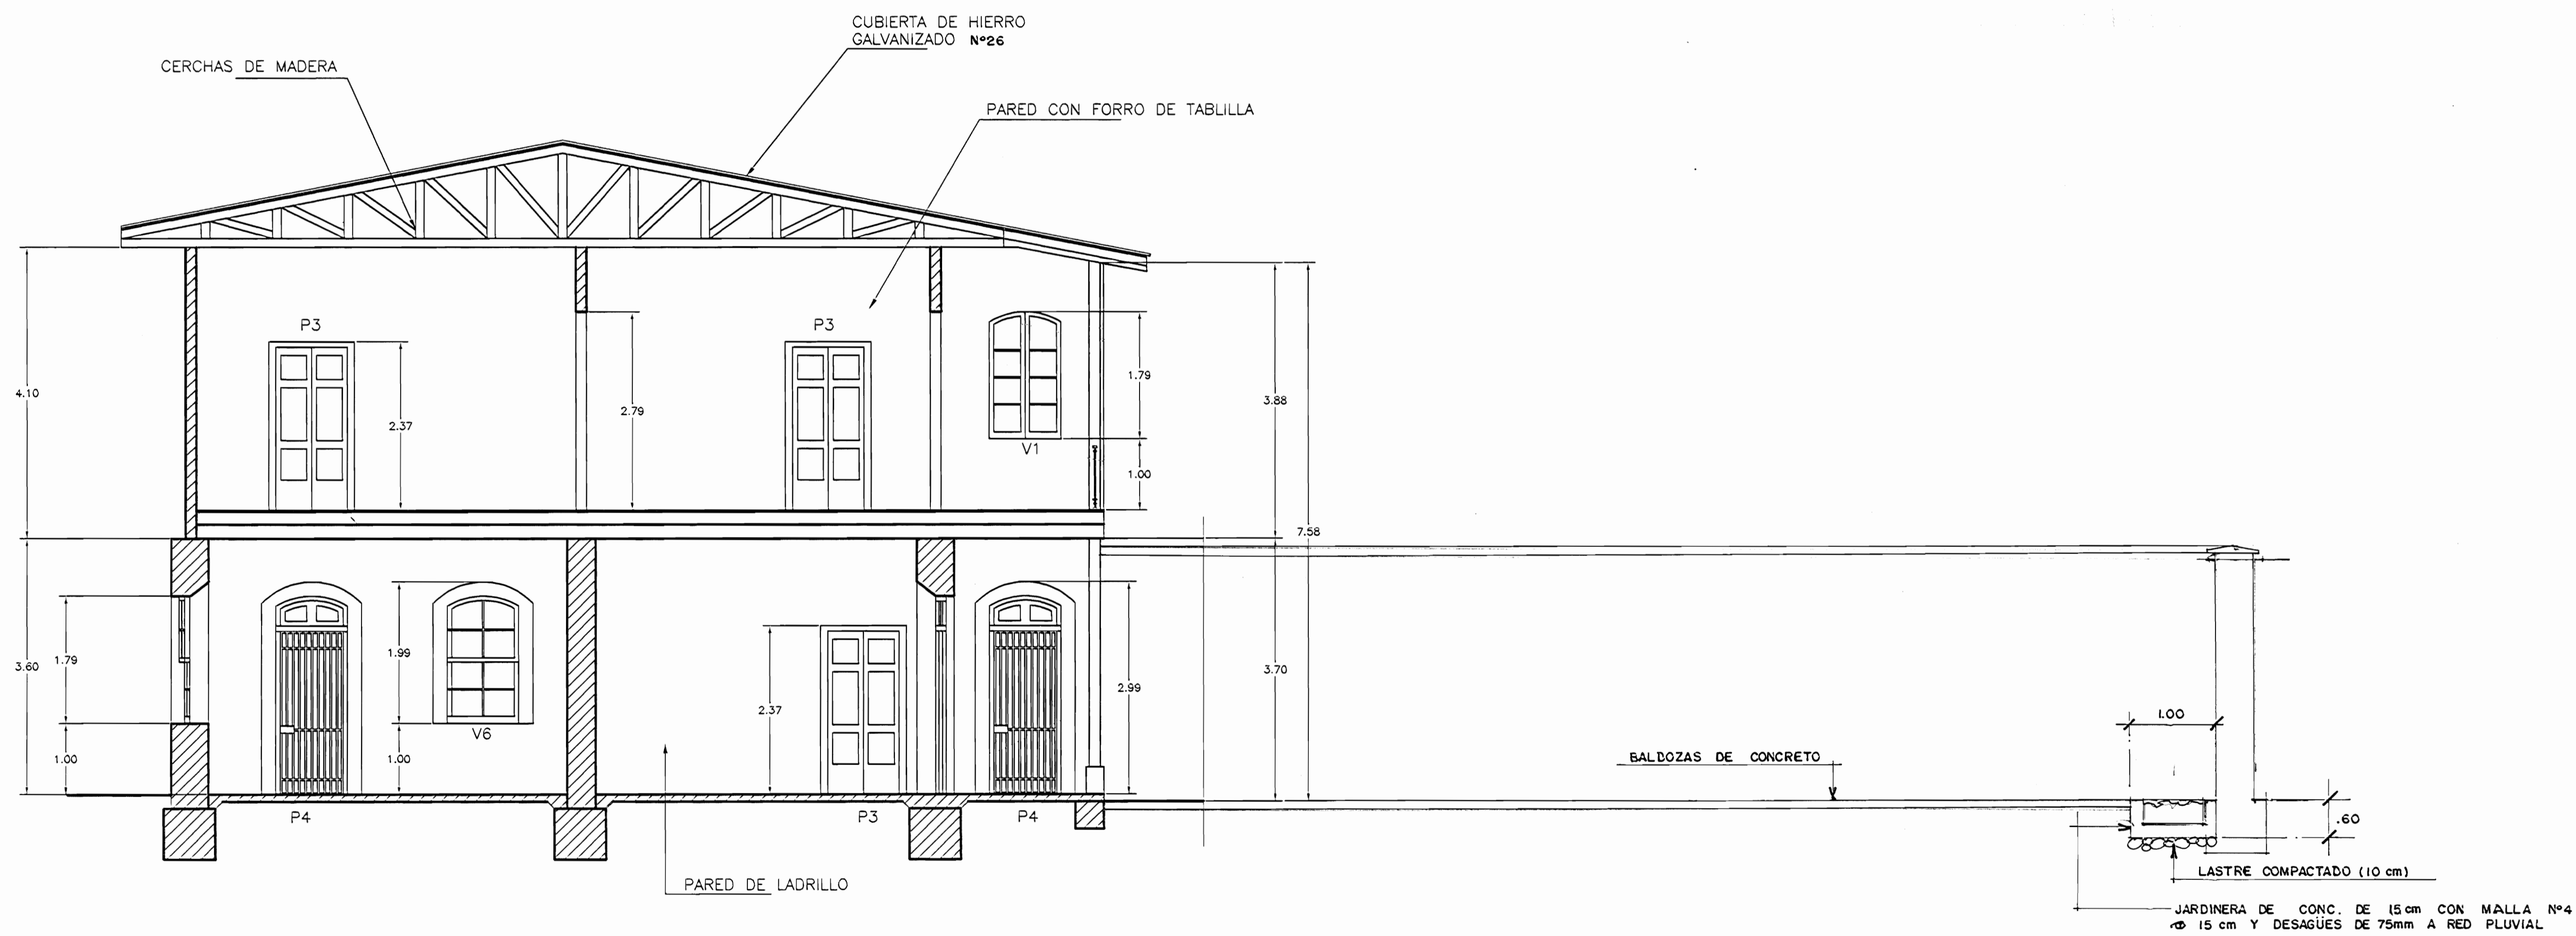 CUBIERTA DE HIERRO
GALVANIZADO Nº26
CERCHAS DE MADERA
PARED CON FORRO DE TABLILLA
P3
P3
4.10
2.37
2.79
1.79
3.88
V1
1.00
7.58
3.60
1.79
1.99
2.37
2.99
3.70
1.00
V6
1.00
1.00
BALDOZAS DE CONCRETO
P4
P3
P4
.60
PARED DE LADRILLO
LASTRE COMPACTADO (10 cm)
JARDINERA DE CONC. DE 15 cm CON MALLA Nº4
@ 15 cm Y DESAGÜES DE 75mm A RED PLUVIAL